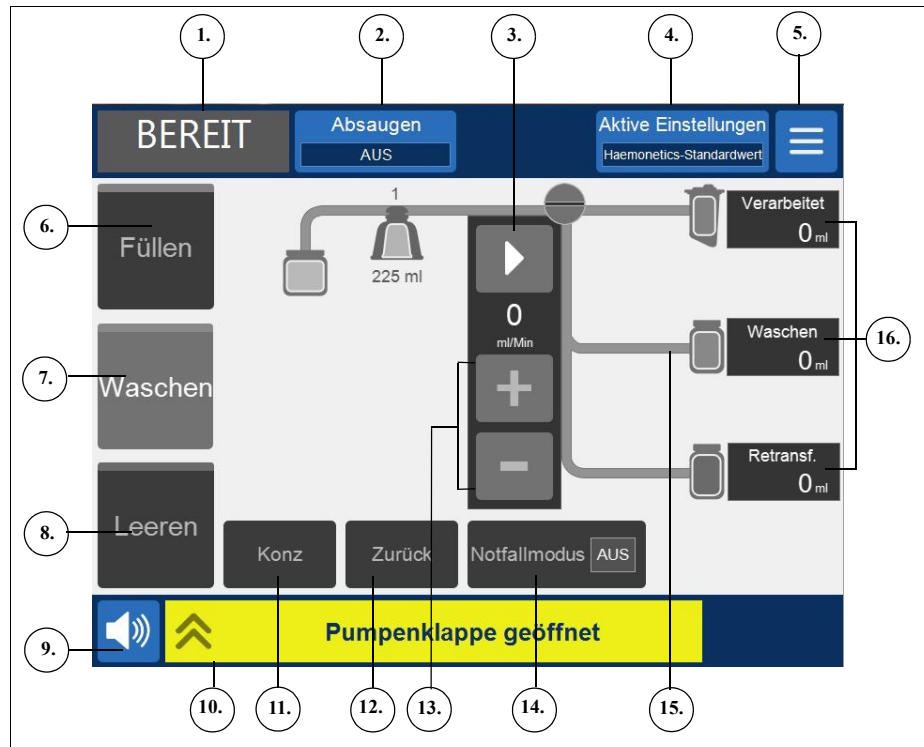 1.
2.
3.
4.
5.
BEREIT
Absaugen
AUS
Aktive Einstellungen
Haemonetics-Standardwert
6.
Füllen
1
225 ml
Verarbeitet
0 ml
0
ml/Min
7.
Waschen
Waschen
0 ml
16.
8.
Leeren
Retransf.
0 ml
Konz
Zurück
Notfallmodus
AUS
9.
Pumpenklappe geöffnet
10.
11.
12.
13.
14.
15.